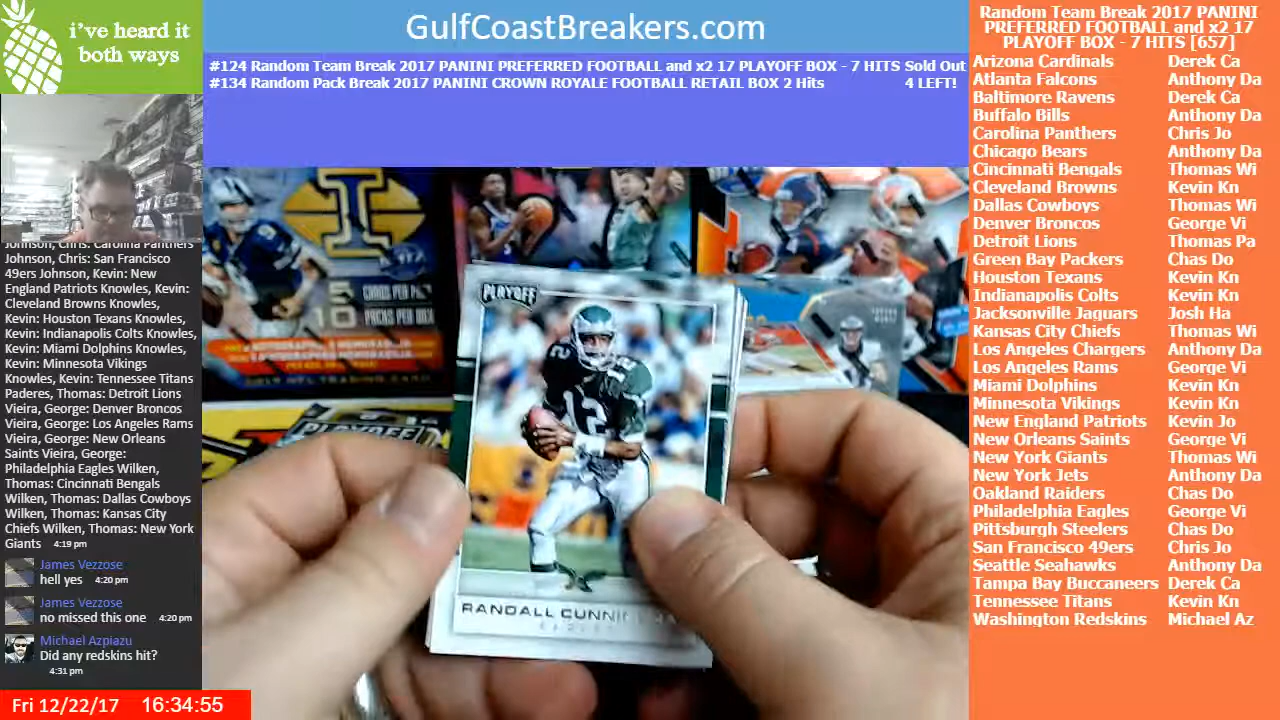 i've heard it
both ways
GulfCoastBreakers.com
#124 Random Team Break 2017 PANINI PREFERRED FOOTBALL and x2 17 PLAYOFF BOX - 7 HITS Sold Out
#134 Random Pack Break 2017 PANINI CROWN ROYALE FOOTBALL RETAIL BOX 2 Hits 4 LEFT!
Random Team Break 2017 PANINI
PREFERRED FOOTBALL and x2 17
PLAYOFF BOX - 7 HITS [657]
Arizona Cardinals Derek Ca
Atlanta Falcons Anthony Da
Baltimore Ravens Derek Ca
Buffalo Bills Anthony Da
Carolina Panthers Chris Jo
Chicago Bears Anthony Da
Cincinnati Bengals Thomas Wi
Cleveland Browns Kevin Kn
Dallas Cowboys Thomas Wi
Denver Broncos George Vi
Detroit Lions Thomas Pa
Green Bay Packers Chas Do
Houston Texans Kevin Kn
Indianapolis Colts Kevin Kn
Jacksonville Jaguars Josh Ha
Kansas City Chiefs Thomas Wi
Los Angeles Chargers Anthony Da
Los Angeles Rams George Vi
Miami Dolphins Kevin Kn
Minnesota Vikings Kevin Kn
New England Patriots Kevin Jo
New Orleans Saints George Vi
New York Giants Thomas Wi
New York Jets Anthony Da
Oakland Raiders Chas Do
Philadelphia Eagles George Vi
Pittsburgh Steelers Chas Do
San Francisco 49ers Chris Jo
Seattle Seahawks Anthony Da
Tampa Bay Buccaneers Derek Ca
Tennessee Titans Kevin Kn
Washington Redskins Michael Az
Johnson, Chris: Carolina Panthers
Johnson, Chris: San Francisco
49ers Johnson, Kevin: New
England Patriots Knowles, Kevin:
Cleveland Browns Knowles,
Kevin: Houston Texans Knowles,
Kevin: Indianapolis Colts Knowles,
Kevin: Miami Dolphins Knowles,
Kevin: Minnesota Vikings
Knowles, Kevin: Tennessee Titans
Paderes, Thomas: Detroit Lions
Vieira, George: Denver Broncos
Vieira, George: Los Angeles Rams
Vieira, George: New Orleans
Saints Vieira, George:
Philadelphia Eagles Wilken,
Thomas: Cincinnati Bengals
Wilken, Thomas: Dallas Cowboys
Wilken, Thomas: Kansas City
Chiefs Wilken, Thomas: New York
Giants 4:19 pm
James Vezzose
hell yes 4:20 pm
James Vezzose
no missed this one 4:20 pm
Michael Azpiazu
Did any redskins hit?
4:31 pm
Fri 12/22/17 16:34:55
PLAYOFF
12
RANDALL
5 CARDS PER
10 PACKS PER BOX
PLAYOFF